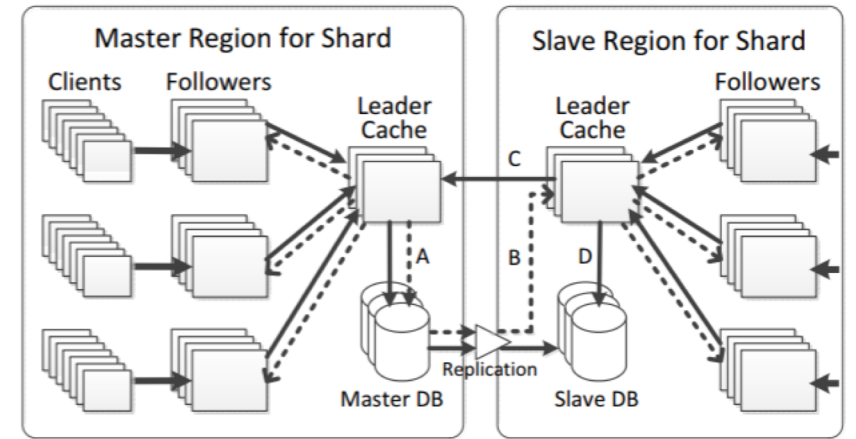 Master Region for Shard
Slave Region for Shard
Clients
Followers
Leader
Cache
Leader
Cache
Followers
C
A
B
D
Replication
Master DB
Slave DB